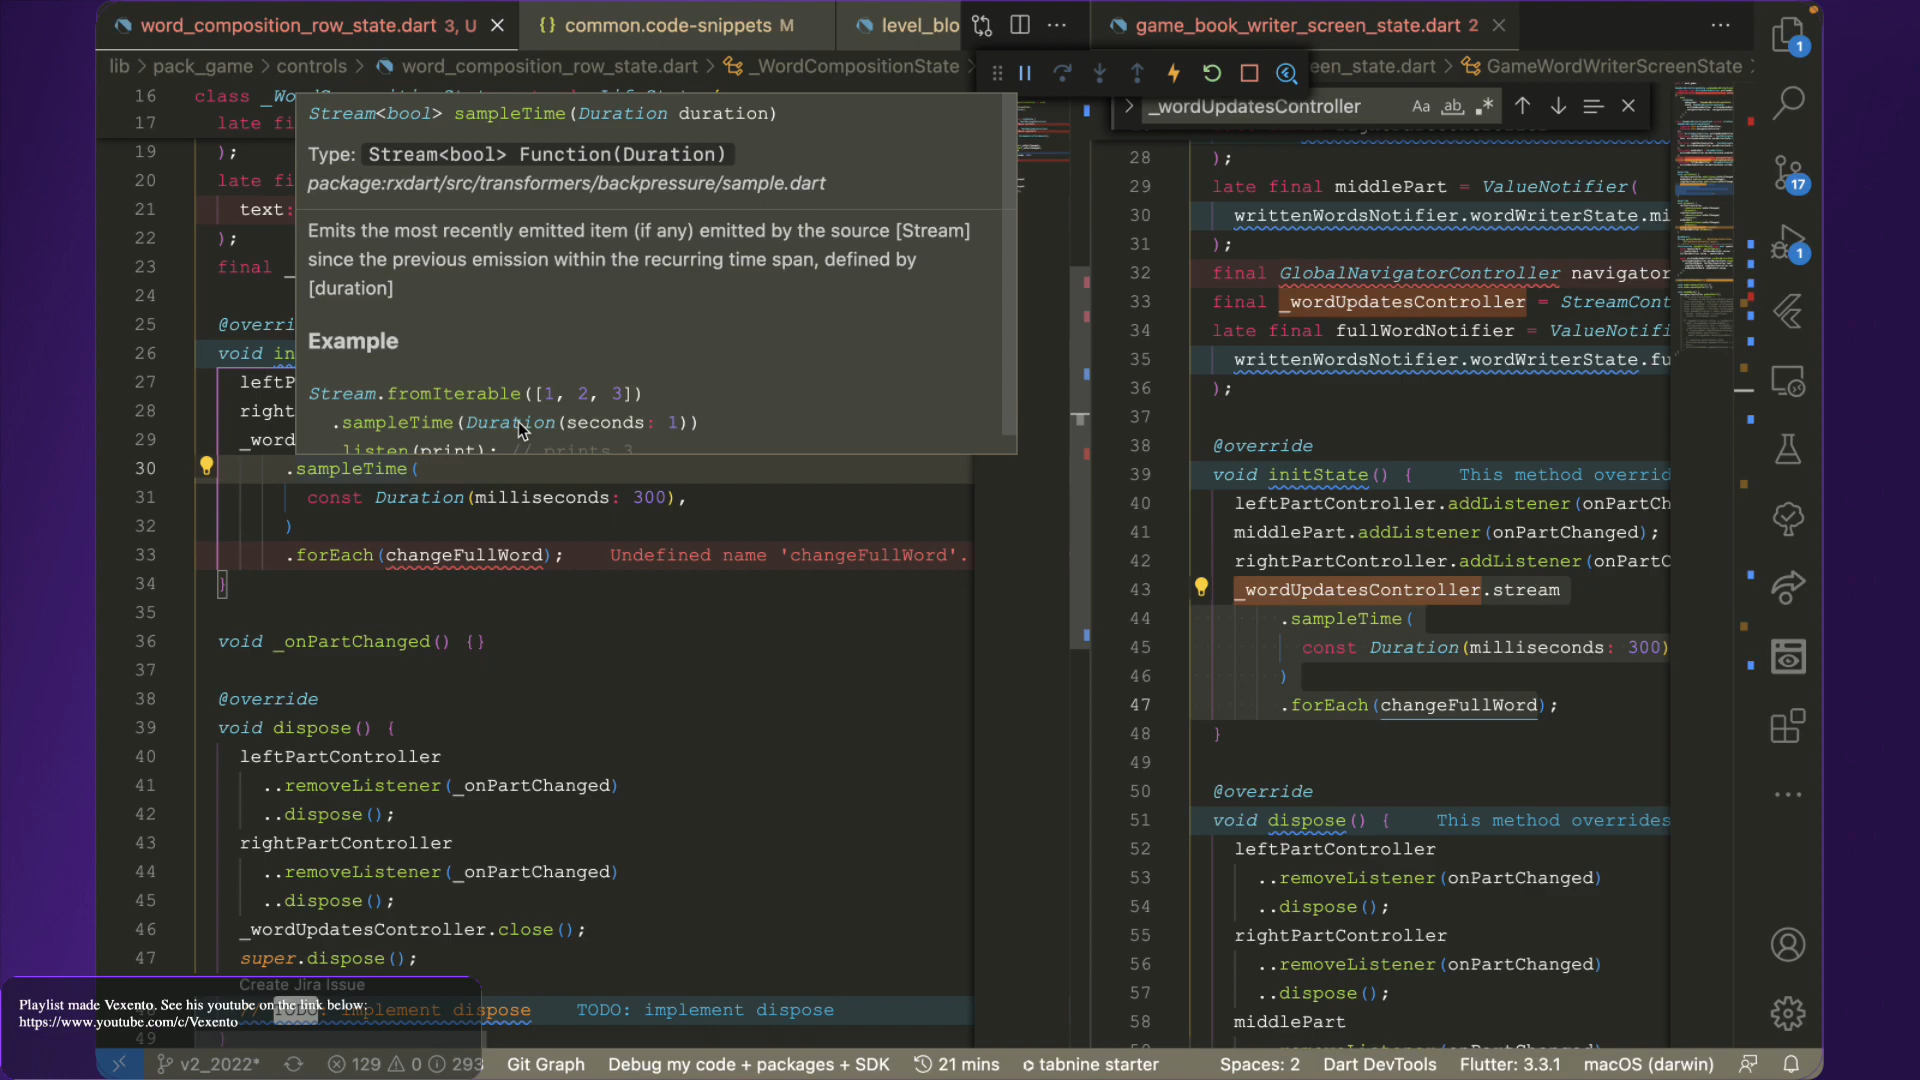 word_composition_row_state.dart 3, U
{} common.code-snippets M
level_blo
game_book_writer_screen_state.dart 2
lib > pack_game > controls > word_composition_row_state.dart > _WordCompositionState
en_state.dart > GameWordWriterScreenState
_wordUpdatesController Aa ab
16 class _Wo
17 late fi
19 );
20 late fi
21 text:
22 );
23 final _
24
25 @overri
26 void in
27 leftP
28 right
29 _word
30 .sampleTime(
31 const Duration(milliseconds: 300),
32 )
33 .forEach(changeFullWord); Undefined name 'changeFullWord'.
34 }
35
36 void _onPartChanged() {}
37
38 @override
39 void dispose() {
40 leftPartController
41 ..removeListener(_onPartChanged)
42 ..dispose();
43 rightPartController
44 ..removeListener(_onPartChanged)
45 ..dispose();
46 _wordUpdatesController.close();
47 super.dispose();
Create Jira Issue
// TODO: implement dispose TODO: implement dispose
49 }
Stream<bool> sampleTime(Duration duration)
Type: Stream<bool> Function(Duration)
package:rxdart/src/transformers/backpressure/sample.dart
Emits the most recently emitted item (if any) emitted by the source [Stream]
since the previous emission within the recurring time span, defined by
[duration]
Example
Stream.fromIterable([1, 2, 3])
.sampleTime(Duration(seconds: 1))
.listen(print); // prints 3
28 );
29 late final middlePart = ValueNotifier(
30 writtenWordsNotifier.wordWriterState.mi
31 );
32 final GlobalNavigatorController navigator
33 final _wordUpdatesController = StreamCont
34 late final fullWordNotifier = ValueNotifi
35 writtenWordsNotifier.wordWriterState.fu
36 );
37
38 @override
39 void initState() { This method overrid
40 leftPartController.addListener(onPartCh
41 middlePart.addListener(onPartChanged);
42 rightPartController.addListener(onPartC
43 _wordUpdatesController.stream
44 .sampleTime(
45 const Duration(milliseconds: 300)
46 )
47 .forEach(changeFullWord);
48 }
49
50 @override
51 void dispose() { This method overrides
52 leftPartController
53 ..removeListener(onPartChanged)
54 ..dispose();
55 rightPartController
56 ..removeListener(onPartChanged)
57 ..dispose();
58 middlePart
1
17
1
Playlist made Vexento. See his youtube on the link below:
https://www.youtube.com/c/Vexento
v2_2022* 129 0 293 Git Graph Debug my code + packages + SDK 21 mins tabnine starter Spaces: 2 Dart DevTools Flutter: 3.3.1 macOS (darwin)